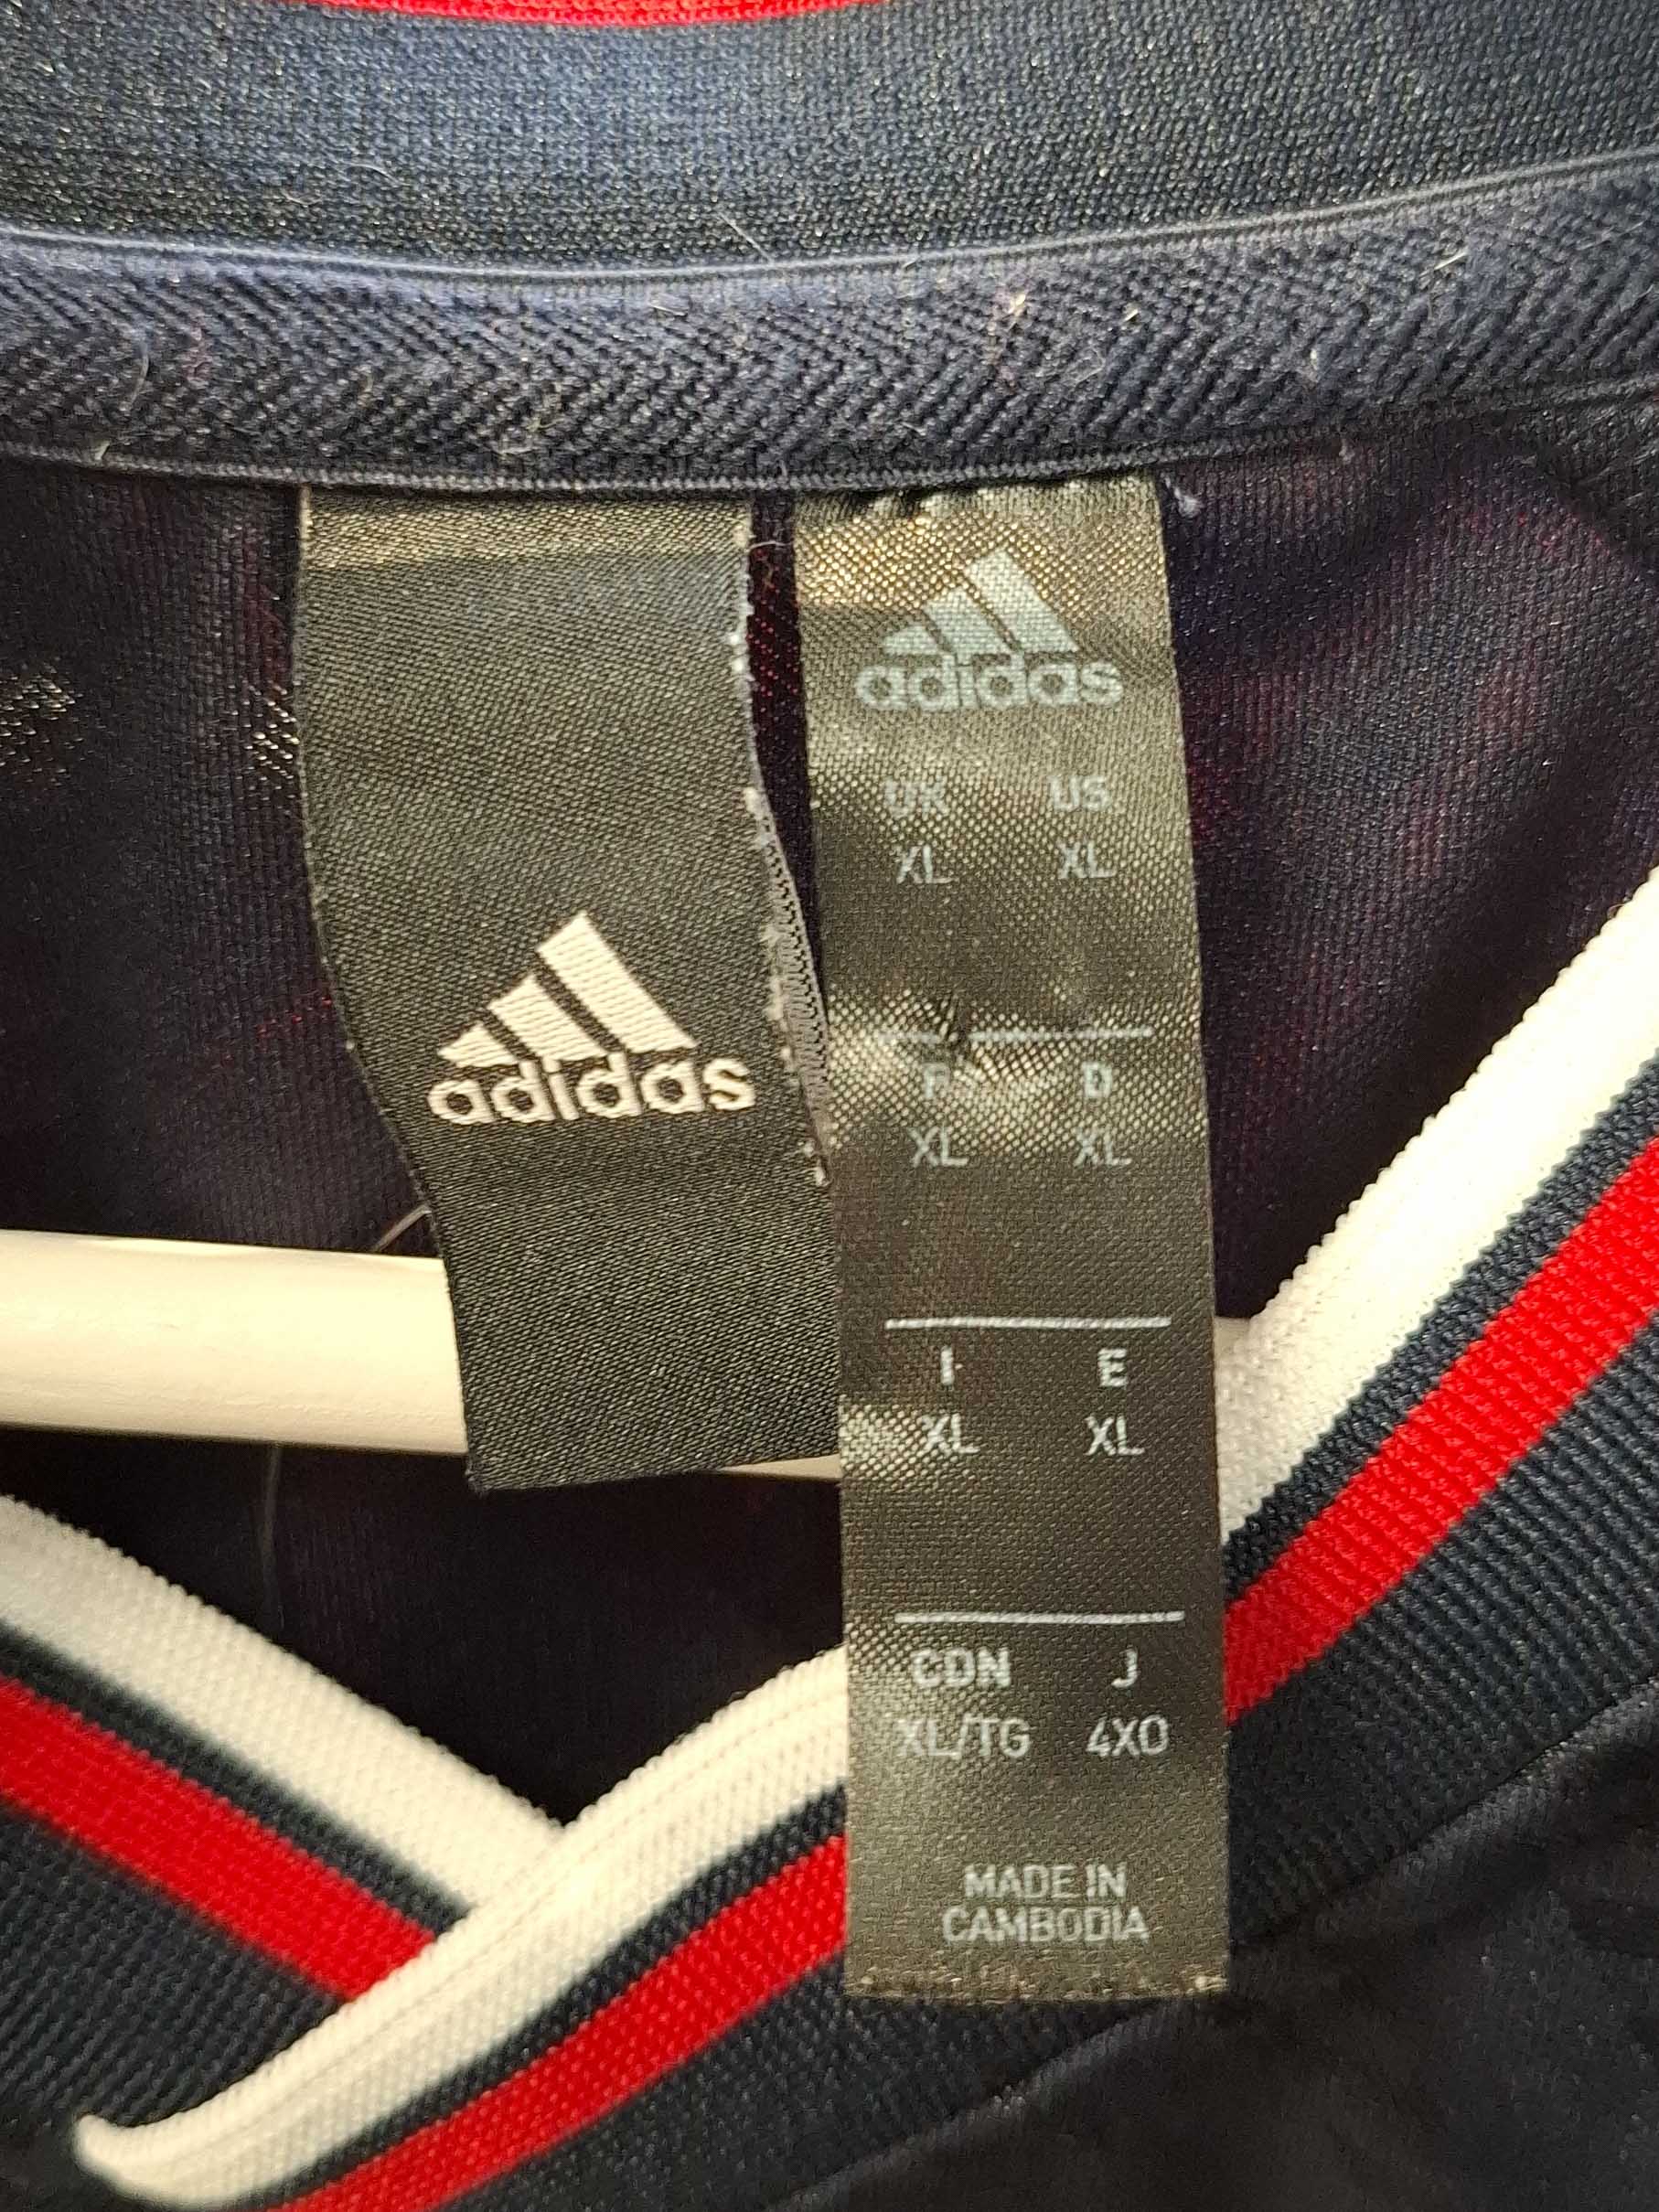 adidas
adidas
UK US
XL XL
F D
XL XL
I E
XL XL
CDN J
XL/TG 4XO
MADE IN
CAMBODIA